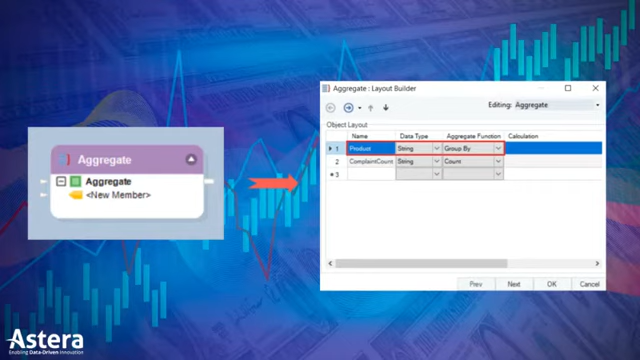 Aggregate
Aggregate
<New Member>
Aggregate : Layout Builder
Editing: Aggregate
Object Layout
Name Data Type Aggregate Function Calculation
1 Product String Group By
2 ComplaintCount String Count
3
Prev Next OK Cancel
Astera
Enabling Data-Driven Innovation